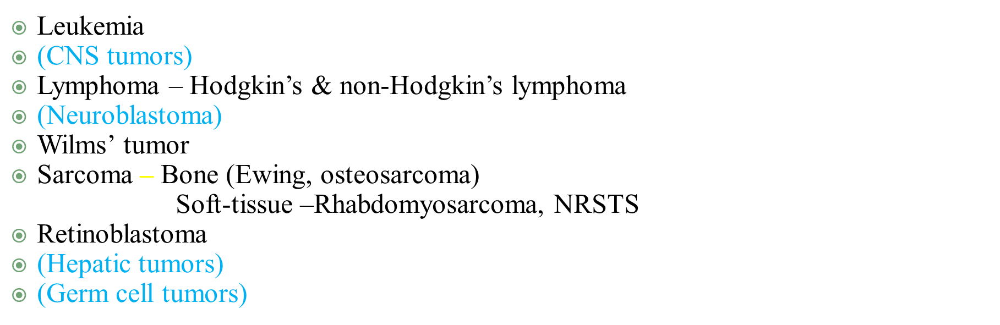 Leukemia
(CNS tumors)
Lymphoma – Hodgkin’s & non-Hodgkin’s lymphoma
(Neuroblastoma)
Wilms’ tumor
Sarcoma – Bone (Ewing, osteosarcoma)
Soft-tissue –Rhabdomyosarcoma, NRSTS
Retinoblastoma
(Hepatic tumors)
(Germ cell tumors)